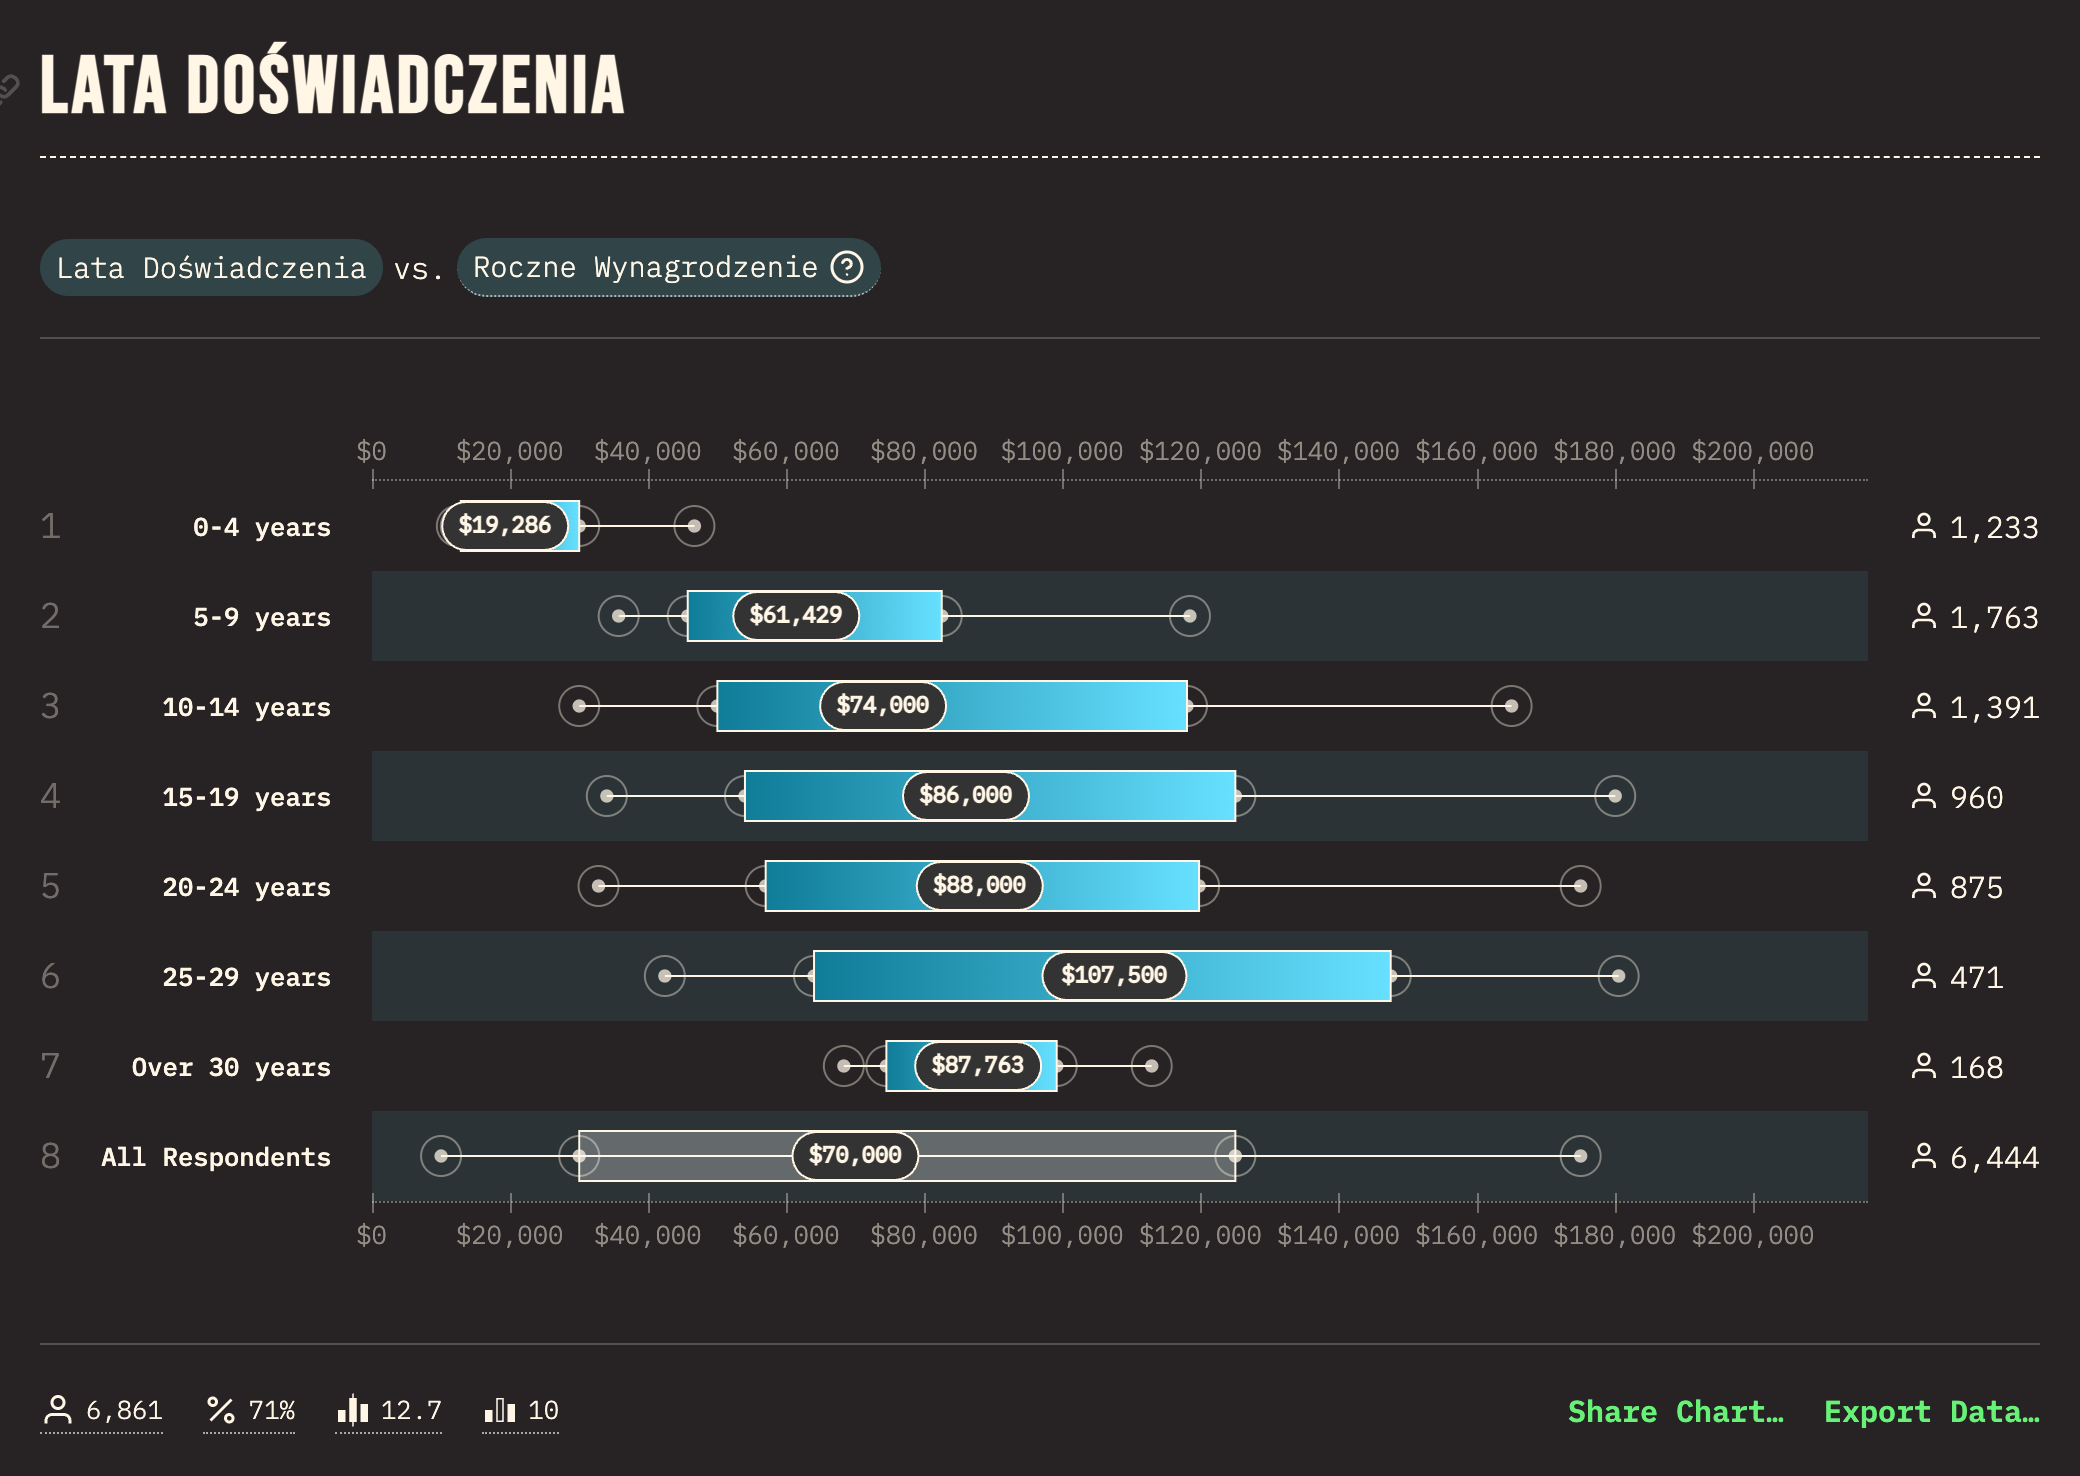 LATA DOŚWIADCZENIA
Lata Doświadczenia vs. Roczne Wynagrodzenie ?
$0 $20,000 $40,000 $60,000 $80,000 $100,000 $120,000 $140,000 $160,000 $180,000 $200,000
1 0-4 years $19,286 1,233
2 5-9 years $61,429 1,763
3 10-14 years $74,000 1,391
4 15-19 years $86,000 960
5 20-24 years $88,000 875
6 25-29 years $107,500 471
7 Over 30 years $87,763 168
8 All Respondents $70,000 6,444
$0 $20,000 $40,000 $60,000 $80,000 $100,000 $120,000 $140,000 $160,000 $180,000 $200,000
6,861 % 71% 12.7 10 Share Chart… Export Data…